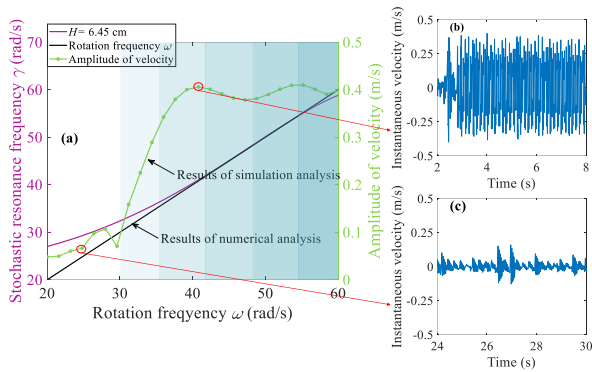 H= 6.45 cm
Rotation frequency ω
Amplitude of velocity
Stochastic resonance frequency γ (rad/s)
70
60
50
40
30
20
(a)
Results of simulation analysis
Results of numerical analysis
20
30
40
50
60
Rotation freqyency ω (rad/s)
0.5
0.4
0.3
0.2
0.1
0
Amplitude of velocity (m/s)
(b)
Instantaneous velocity (m/s)
0.5
0.25
0
-0.25
-0.5
2
4
6
8
Time (s)
(c)
Instantaneous velocity (m/s)
0.5
0.25
0
-0.25
-0.5
24
26
28
30
Time (s)